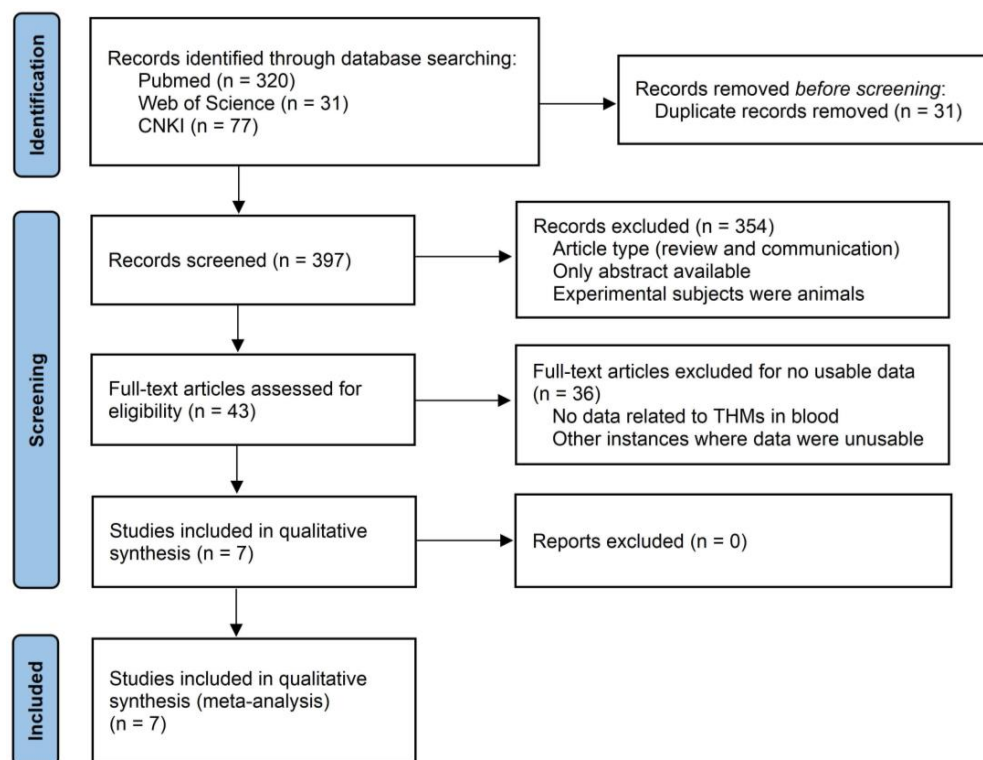 Identification
Records identified through database searching:
Pubmed (n = 320)
Web of Science (n = 31)
CNKI (n = 77)
Records removed before screening:
Duplicate records removed (n = 31)
Screening
Records screened (n = 397)
Records excluded (n = 354)
Article type (review and communication)
Only abstract available
Experimental subjects were animals
Full-text articles assessed for
eligibility (n = 43)
Full-text articles excluded for no usable data
(n = 36)
No data related to THMs in blood
Other instances where data were unusable
Studies included in qualitative
synthesis (n = 7)
Reports excluded (n = 0)
Included
Studies included in qualitative
synthesis (meta-analysis)
(n = 7)